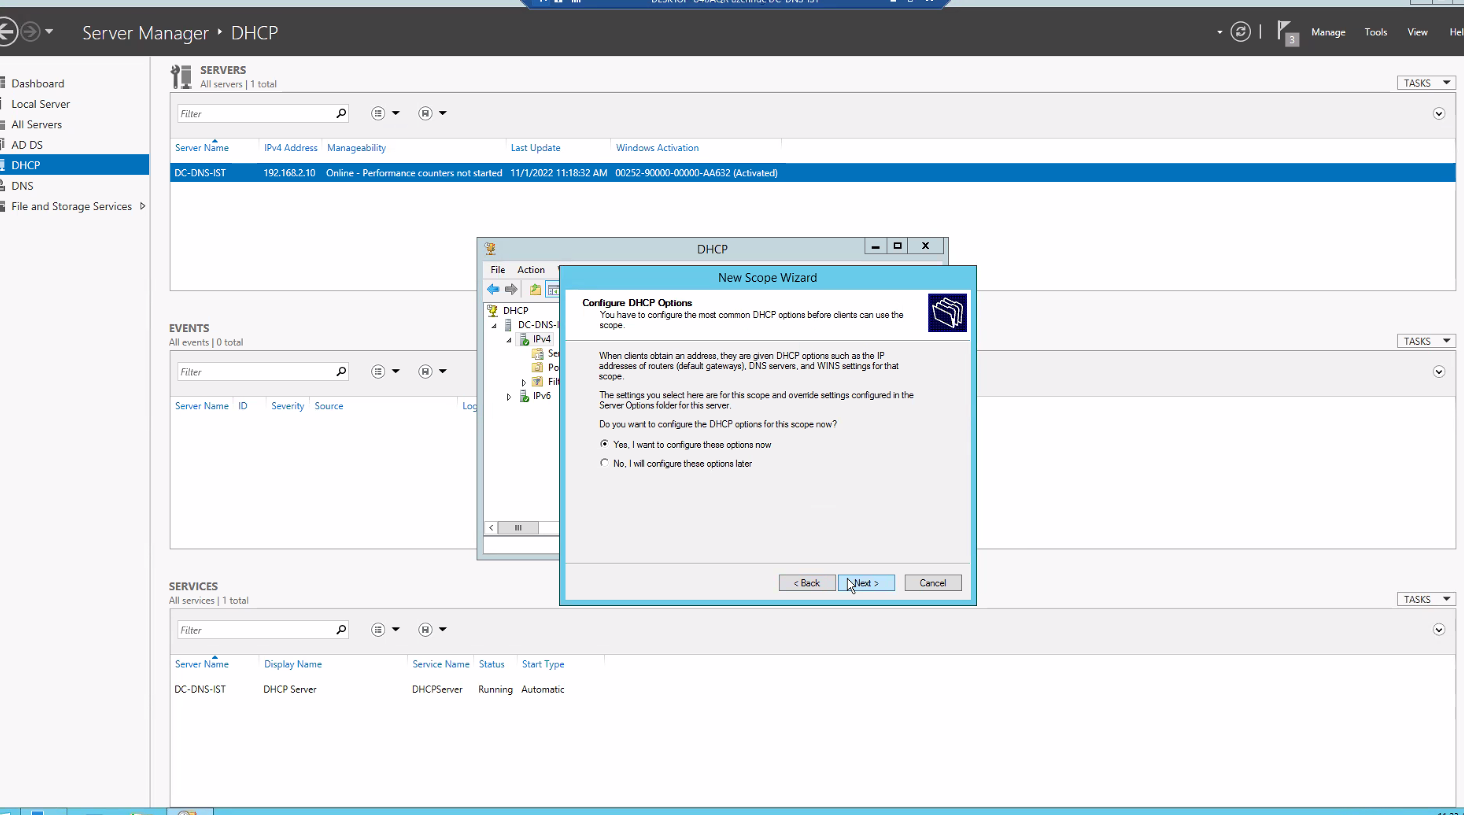 Server Manager ‣ DHCP
3
Manage
Tools
View
Dashboard
Local Server
All Servers
AD DS
DHCP
DNS
File and Storage Services
SERVERS
All servers | 1 total
TASKS
Filter
Server Name IPv4 Address Manageability Last Update Windows Activation
DC-DNS-IST 192.168.2.10 Online - Performance counters not started 11/1/2022 11:18:32 AM 00252-90000-00000-AA632 (Activated)
EVENTS
All events | 0 total
TASKS
Filter
Server Name ID Severity Source
SERVICES
All services | 1 total
TASKS
Filter
Server Name Display Name Service Name Status Start Type
DC-DNS-IST DHCP Server DHCPServer Running Automatic
DHCP
File Action
DHCP
DC-DNS-I
IPv4
IPv6
New Scope Wizard
Configure DHCP Options
You have to configure the most common DHCP options before clients can use the
scope.
When clients obtain an address, they are given DHCP options such as the IP
addresses of routers (default gateways), DNS servers, and WINS settings for that
scope.
The settings you select here are for this scope and override settings configured in the
Server Options folder for this server.
Do you want to configure the DHCP options for this scope now?
Yes, I want to configure these options now
No, I will configure these options later
< Back
Next >
Cancel